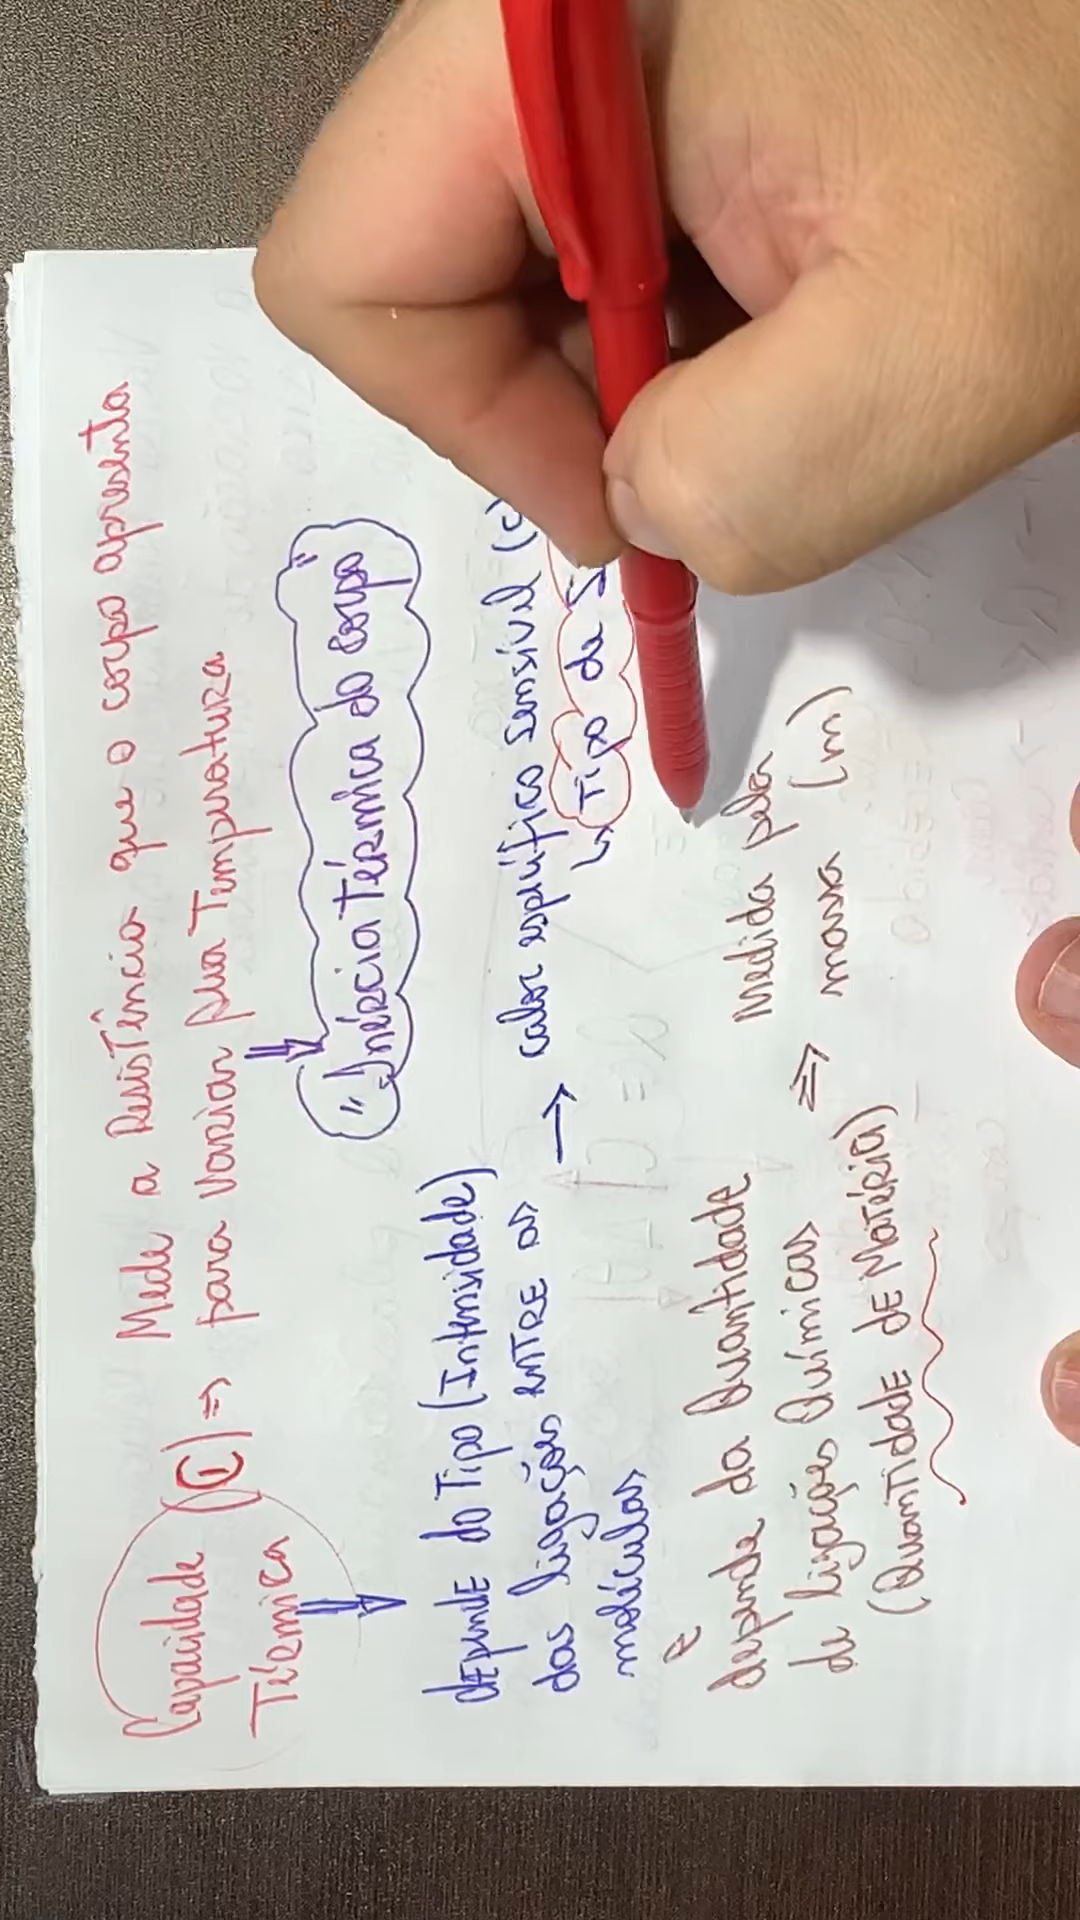 Capacidade Térmica (C) ⇒ Mede a Resistência que o corpo apresenta
para variar sua Temperatura
"Inércia Térmica do corpo"
dEpendE do Tipo (Intensidade)
das ligações ENTRE as
moléculas
→ calor específico sensível (c)
↳ Tipo de
e
depende da Quantidade
de ligações Químicas
(Quantidade dE Matéria)
⇒ Medida pela
massa (m)